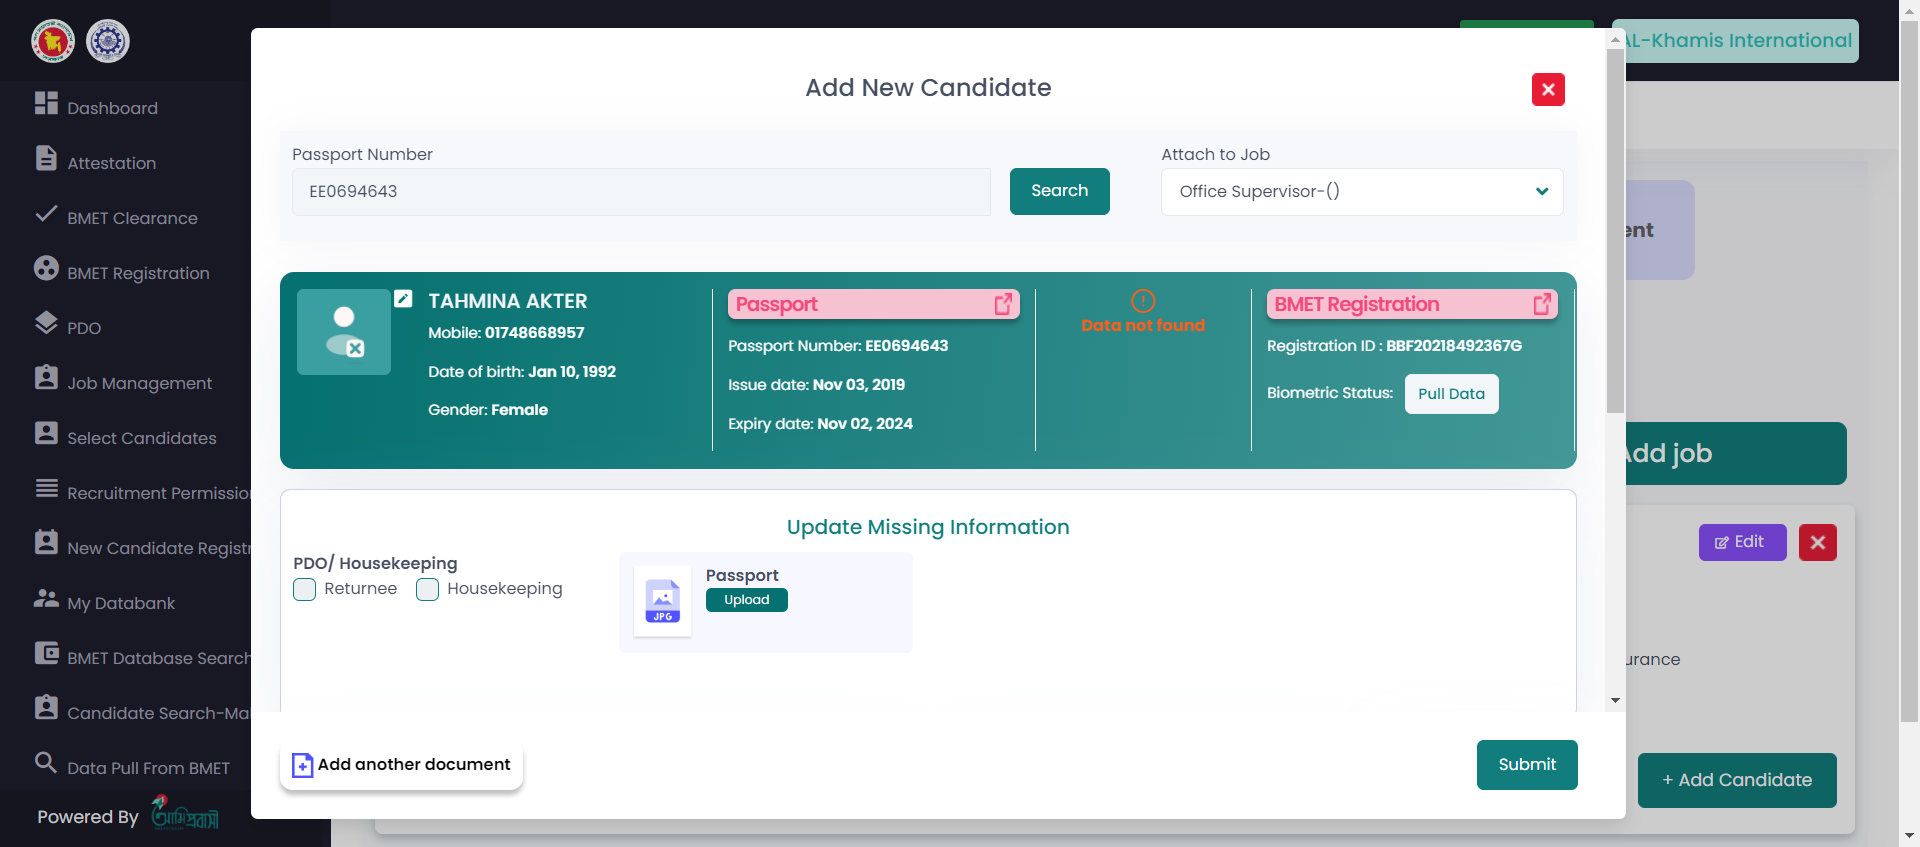 AL-Khamis International
Dashboard
Attestation
BMET Clearance
BMET Registration
PDO
Job Management
Select Candidates
Recruitment Permission
New Candidate Registr
My Databank
BMET Database Search
Candidate Search-Ma
Data Pull From BMET
Powered By আমি প্রবাসী
Add New Candidate
Passport Number
EE0694643
Search
Attach to Job
Office Supervisor-()
TAHMINA AKTER
Mobile: 01748668957
Date of birth: Jan 10, 1992
Gender: Female
Passport
Passport Number: EE0694643
Issue date: Nov 03, 2019
Expiry date: Nov 02, 2024
Data not found
BMET Registration
Registration ID : BBF20218492367G
Biometric Status: Pull Data
Update Missing Information
PDO/ Housekeeping
Returnee Housekeeping
JPG
Passport
Upload
Add another document
Submit
ent
Add job
Edit
urance
+ Add Candidate